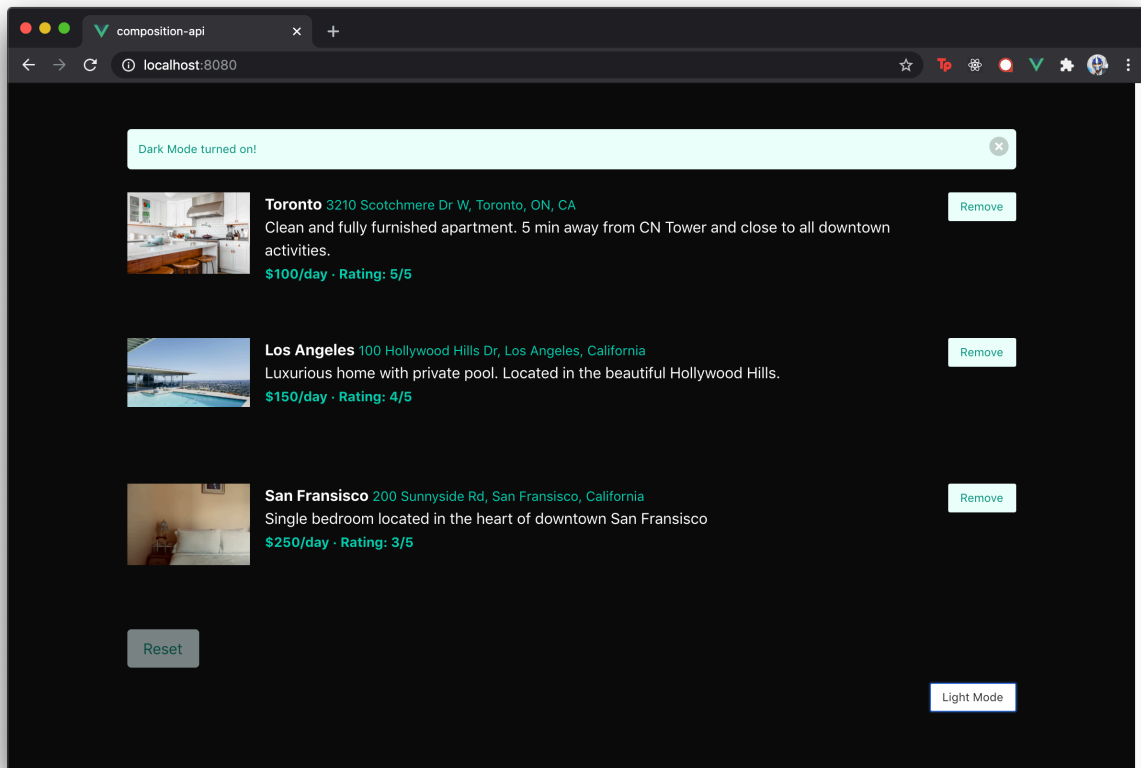 composition-api
localhost:8080
Tp
Dark Mode turned on!
Toronto 3210 Scotchmere Dr W, Toronto, ON, CA
Remove
Clean and fully furnished apartment. 5 min away from CN Tower and close to all downtown
activities.
$100/day · Rating: 5/5
Los Angeles 100 Hollywood Hills Dr, Los Angeles, California
Remove
Luxurious home with private pool. Located in the beautiful Hollywood Hills.
$150/day · Rating: 4/5
San Fransisco 200 Sunnyside Rd, San Fransisco, California
Remove
Single bedroom located in the heart of downtown San Fransisco
$250/day · Rating: 3/5
Reset
Light Mode